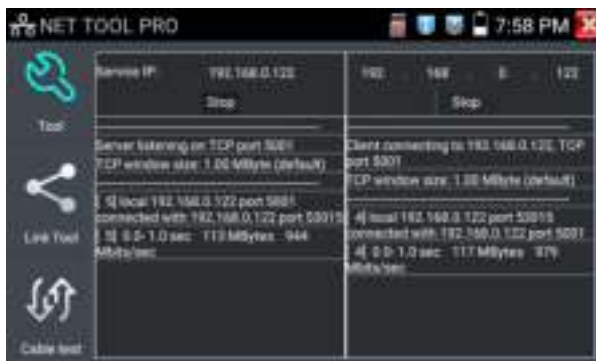 NET TOOL PRO
7:58 PM
Tool
Link Tool
Cable test
Service IP: 192.168.0.122
Stop
Server listening on TCP port 5001
TCP window size: 1.00 MByte (default)
[ 5] local 192.168.0.122 port 5001
connected with 192.168.0.122 port 53015
[ 5] 0.0- 1.0 sec 113 MBytes 944
Mbits/sec
192 . 168 . 0 . 122
Stop
Client connecting to 192.168.0.122, TCP
port 5001
TCP window size: 1.00 MByte (default)
[ 4] local 192.168.0.122 port 53015
connected with 192.168.0.122 port 5001
[ 4] 0.0- 1.0 sec 117 MBytes 979
Mbits/sec